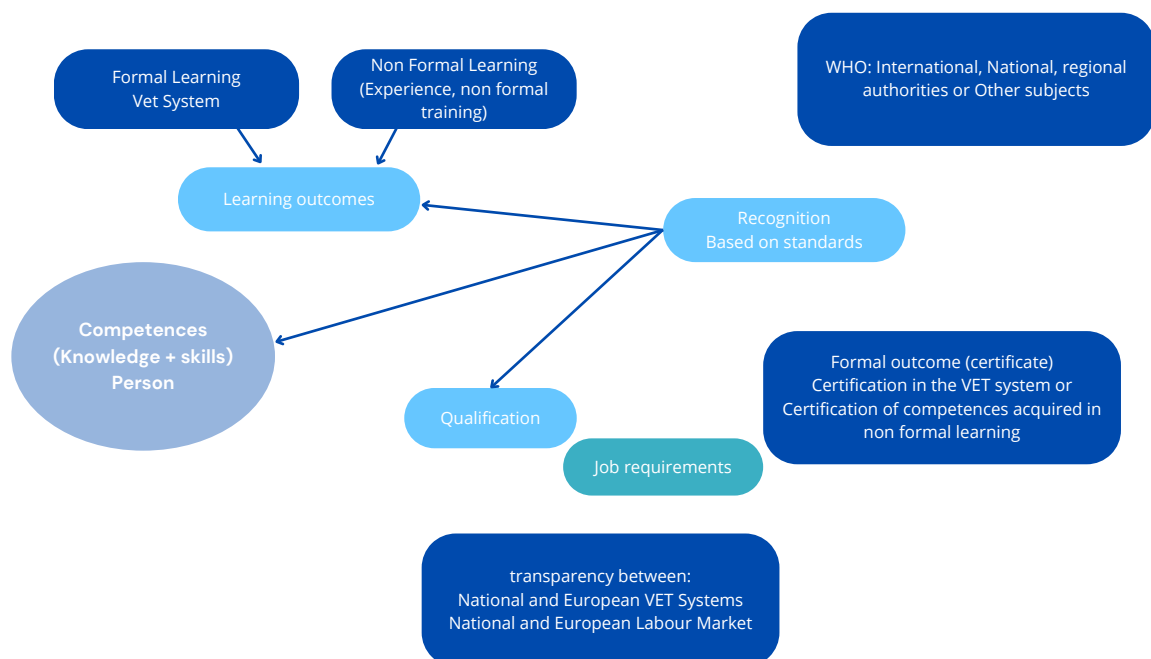 Formal Learning
Vet System
Non Formal Learning
(Experience, non formal
training)
WHO: International, National, regional
authorities or Other subjects
Learning outcomes
Recognition
Based on standards
Competences
(Knowledge + skills)
Person
Formal outcome (certificate)
Certification in the VET system or
Certification of competences acquired in
non formal learning
Qualification
Job requirements
transparency between:
National and European VET Systems
National and European Labour Market